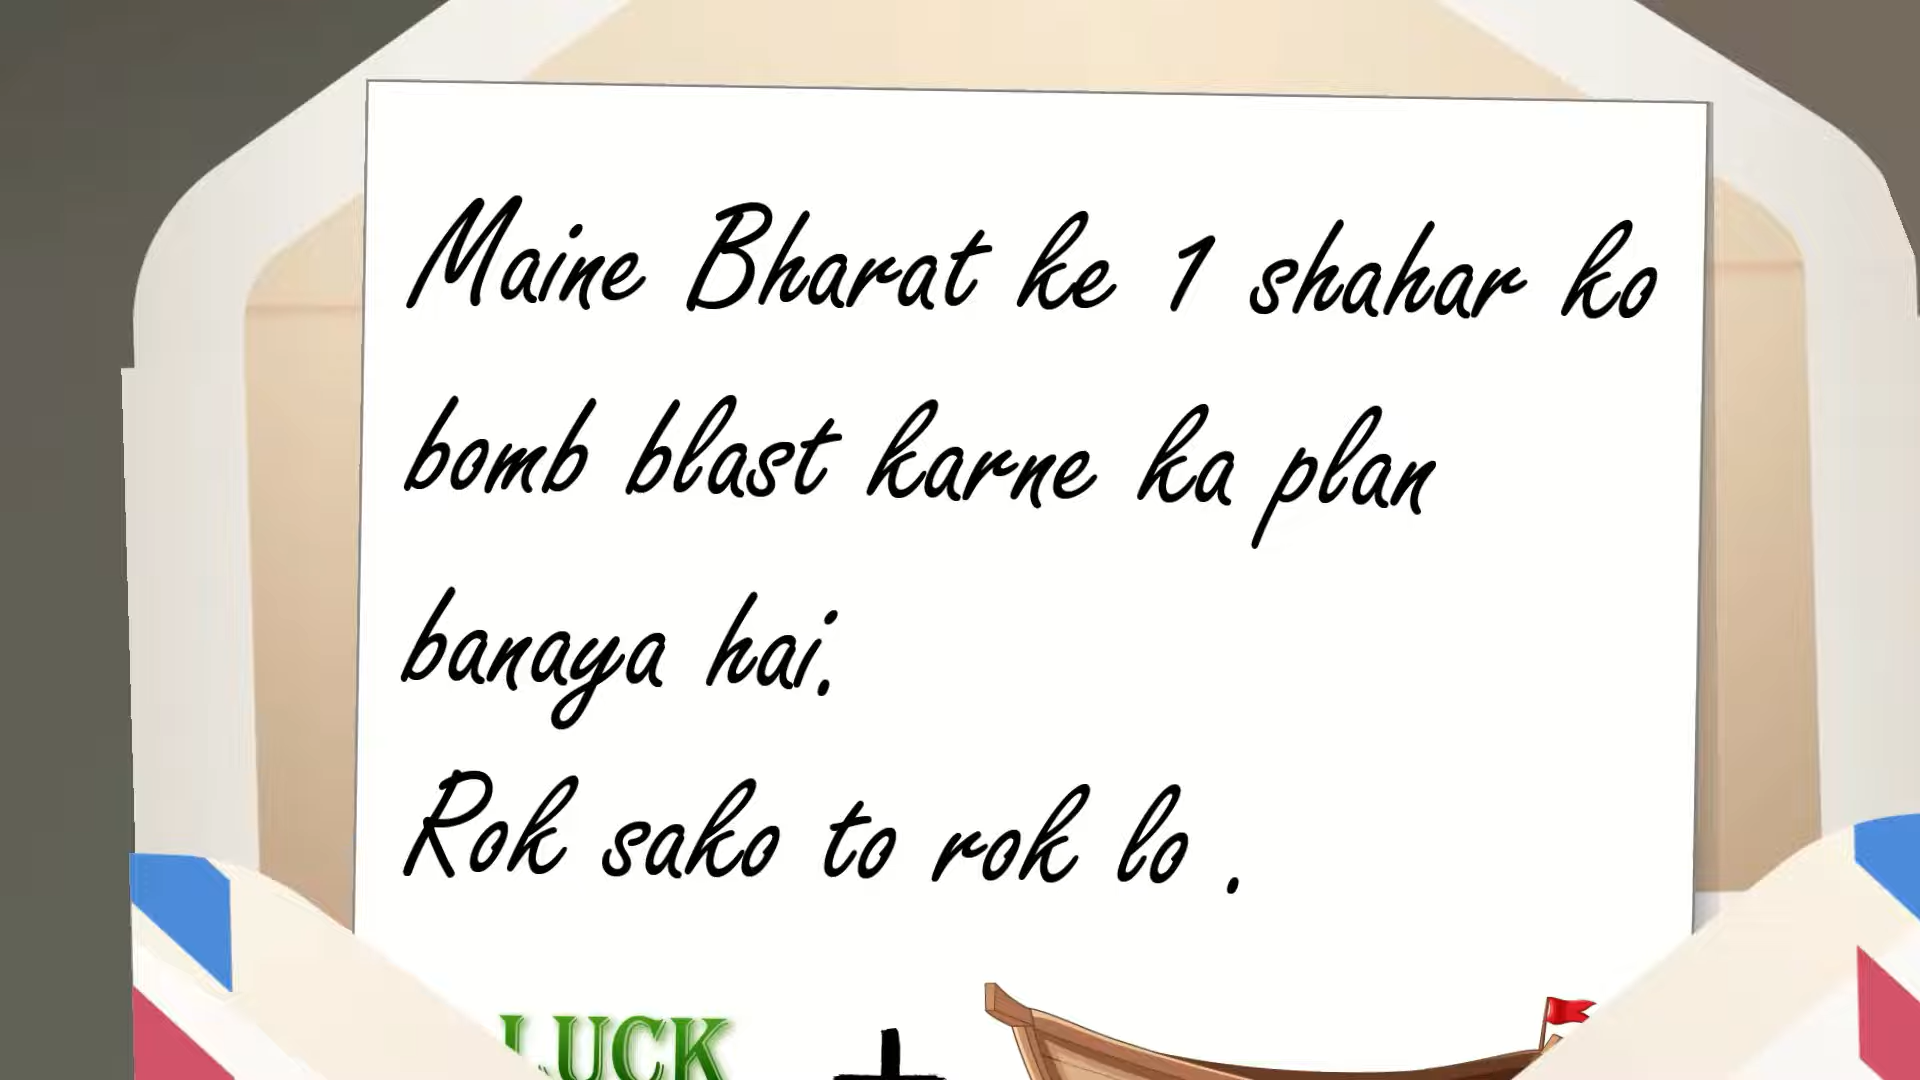 Maine Bharat ke 1 shahar ko
bomb blast karne ka plan
banaya hai.
Rok sako to rok lo .
LUCK +